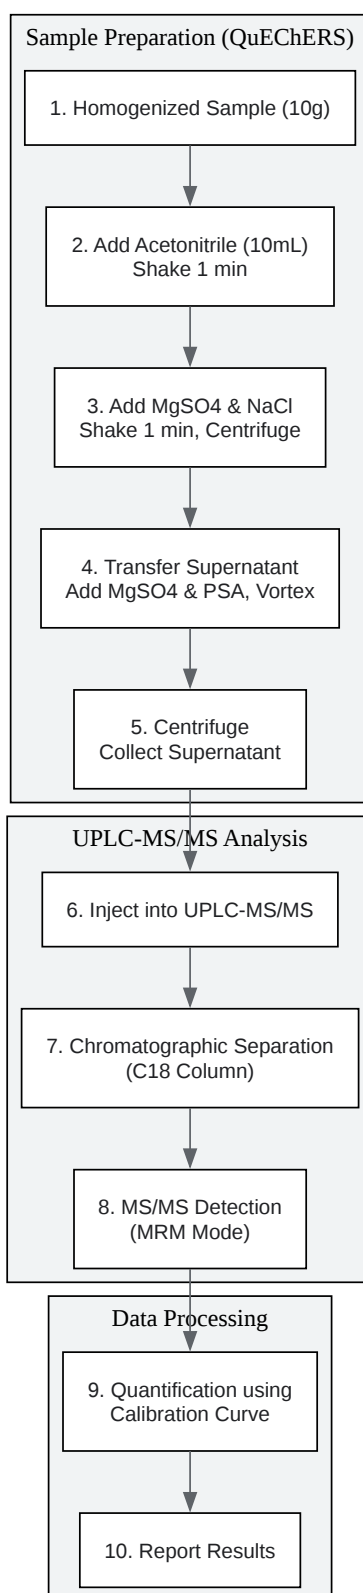 Sample Preparation (QuEChERS)
1. Homogenized Sample (10g)
2. Add Acetonitrile (10mL)
Shake 1 min
3. Add MgSO4 & NaCl
Shake 1 min, Centrifuge
4. Transfer Supernatant
Add MgSO4 & PSA, Vortex
5. Centrifuge
Collect Supernatant
UPLC-MS/MS Analysis
6. Inject into UPLC-MS/MS
7. Chromatographic Separation
(C18 Column)
8. MS/MS Detection
(MRM Mode)
Data Processing
9. Quantification using
Calibration Curve
10. Report Results